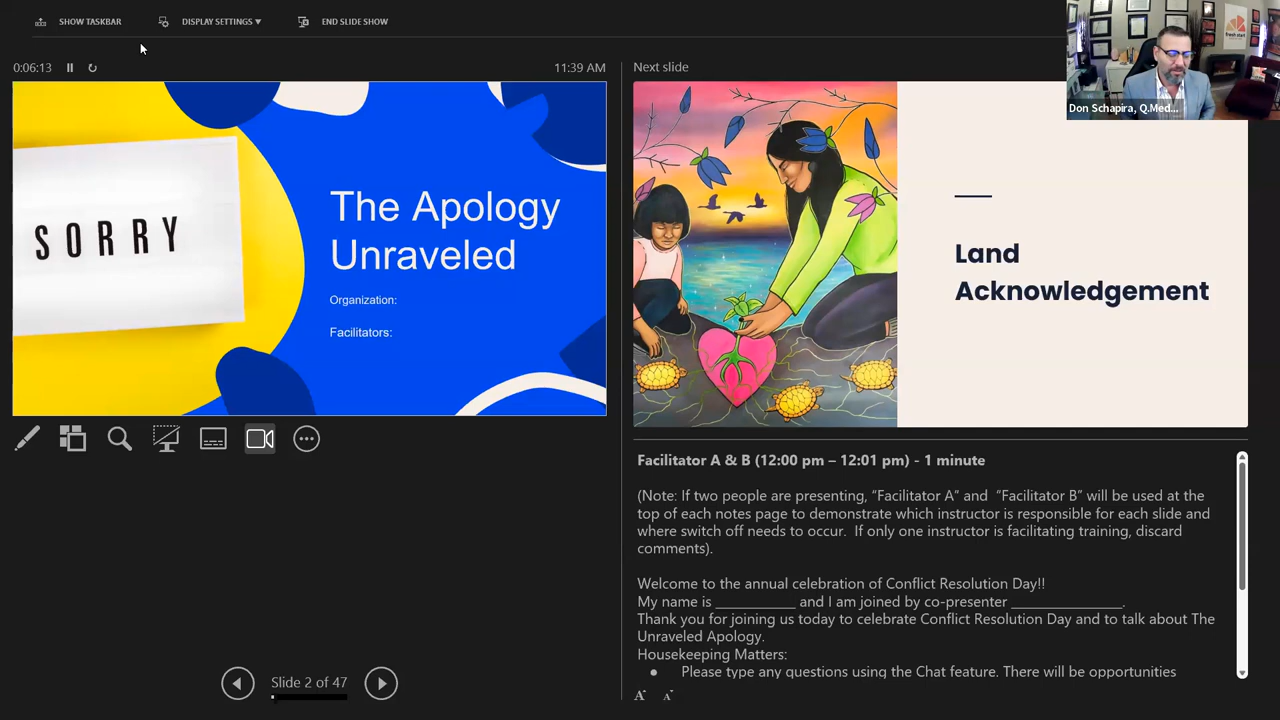 SHOW TASKBAR
DISPLAY SETTINGS ▾
END SLIDE SHOW
0:06:13
11:39 AM
Next slide
fresh start
Don Schapira, Q.Med...
SORRY
The Apology
Unraveled
Organization:
Facilitators:
Land
Acknowledgement
Facilitator A & B (12:00 pm – 12:01 pm) - 1 minute
(Note: If two people are presenting, “Facilitator A” and “Facilitator B” will be used at the
top of each notes page to demonstrate which instructor is responsible for each slide and
where switch off needs to occur. If only one instructor is facilitating training, discard
comments).
Welcome to the annual celebration of Conflict Resolution Day!!
My name is __________ and I am joined by co-presenter ______________.
Thank you for joining us today to celebrate Conflict Resolution Day and to talk about The
Unraveled Apology.
Housekeeping Matters:
● Please type any questions using the Chat feature. There will be opportunities
Slide 2 of 47
A A